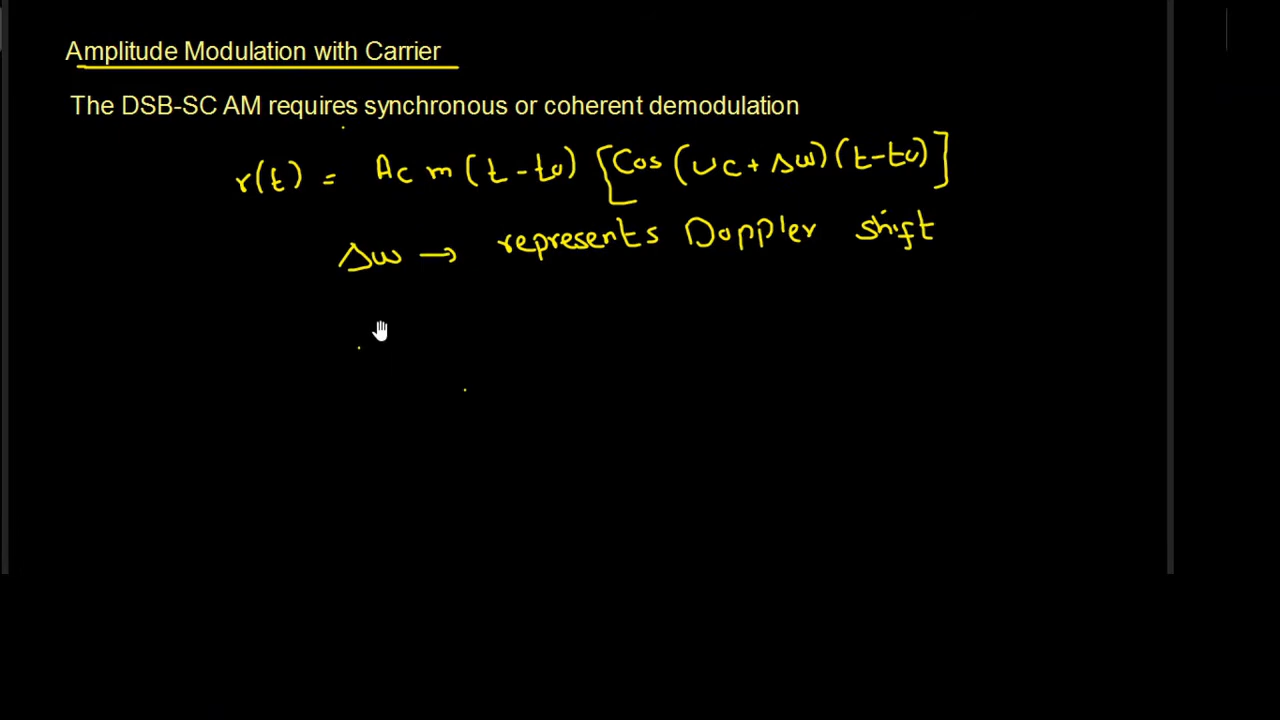 Amplitude Modulation with Carrier
The DSB-SC AM requires synchronous or coherent demodulation
r(t) = Ac m(t-t0) [Cos(ωc + Δω)(t-t0)]
Δω → represents Doppler shift